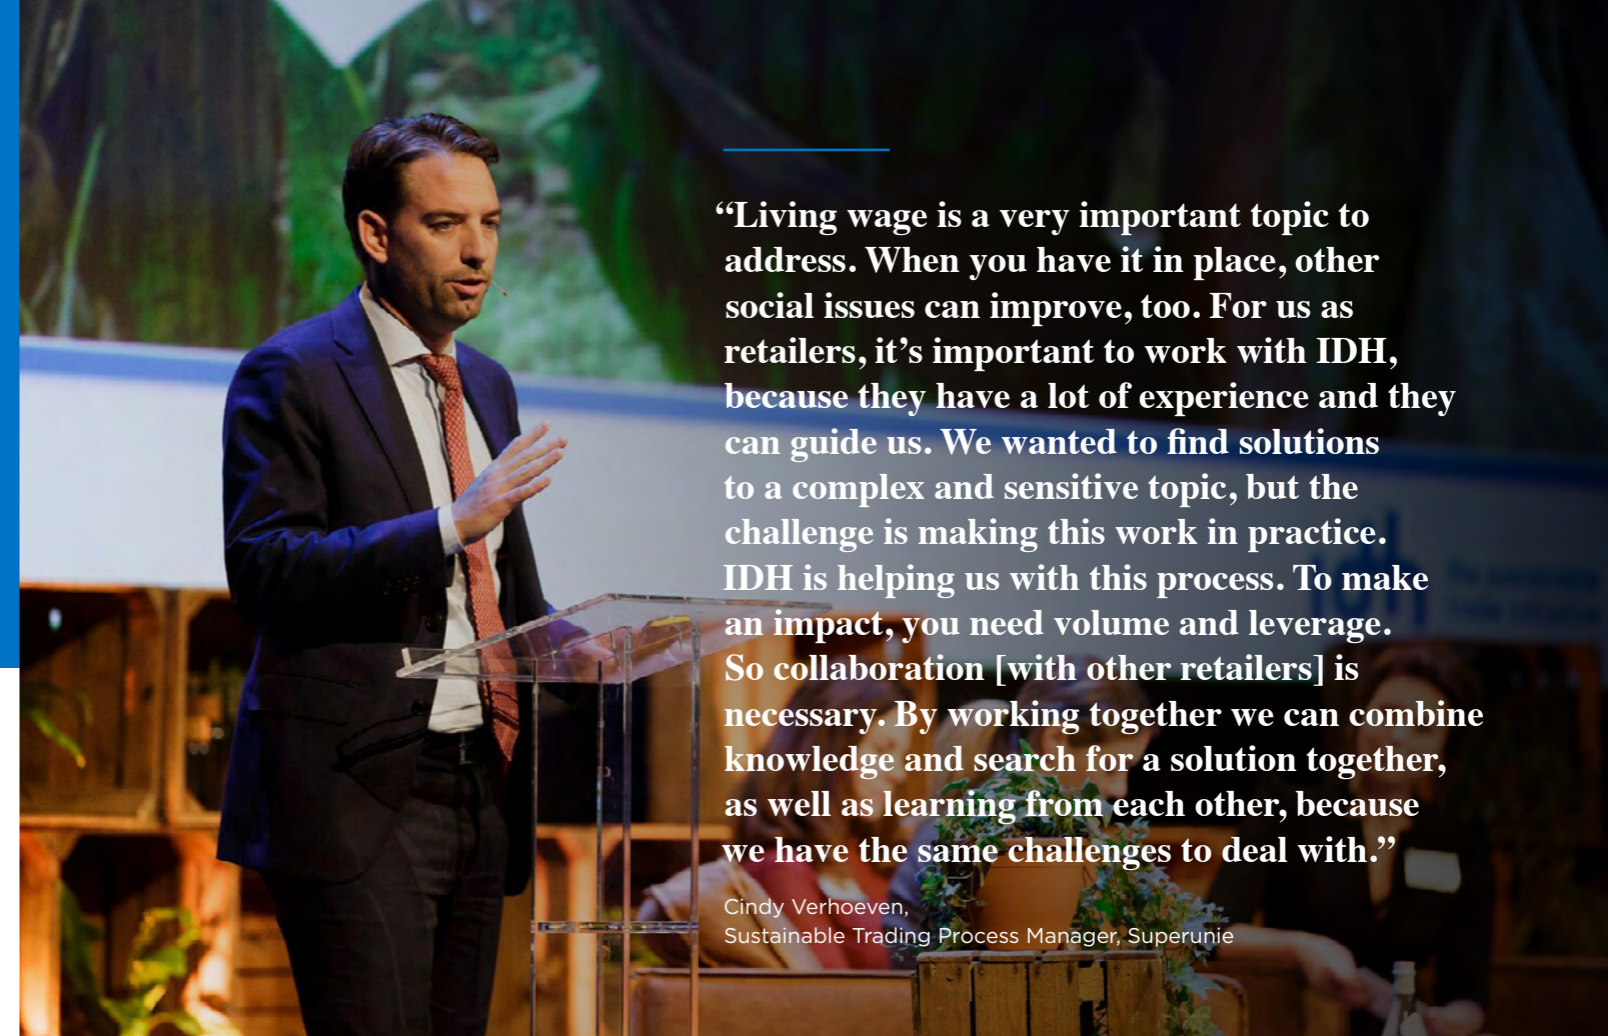 “Living wage is a very important topic to
address. When you have it in place, other
social issues can improve, too. For us as
retailers, it’s important to work with IDH,
because they have a lot of experience and they
can guide us. We wanted to find solutions
to a complex and sensitive topic, but the
challenge is making this work in practice.
IDH is helping us with this process. To make
an impact, you need volume and leverage.
So collaboration [with other retailers] is
necessary. By working together we can combine
knowledge and search for a solution together,
as well as learning from each other, because
we have the same challenges to deal with.”
Cindy Verhoeven,
Sustainable Trading Process Manager, Superunie
idh